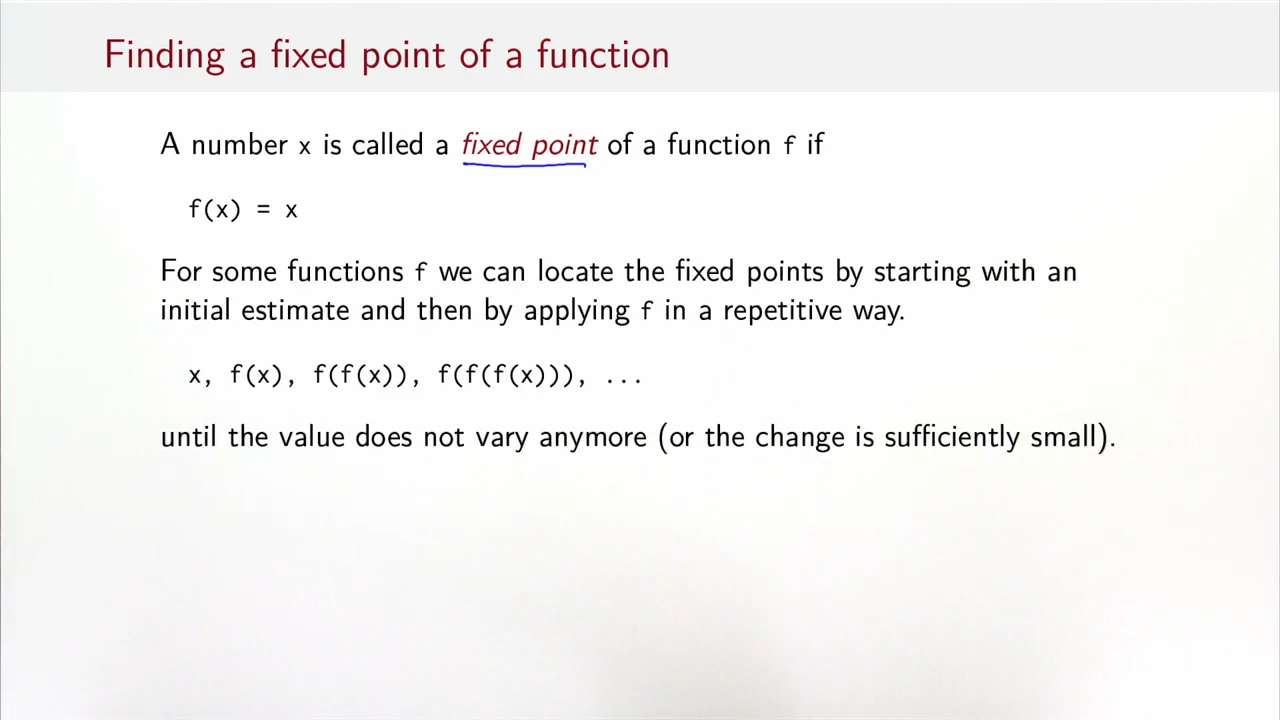 Finding a fixed point of a function
A number x is called a fixed point of a function f if
f(x) = x
For some functions f we can locate the fixed points by starting with an
initial estimate and then by applying f in a repetitive way.
x, f(x), f(f(x)), f(f(f(x))), ...
until the value does not vary anymore (or the change is sufficiently small).